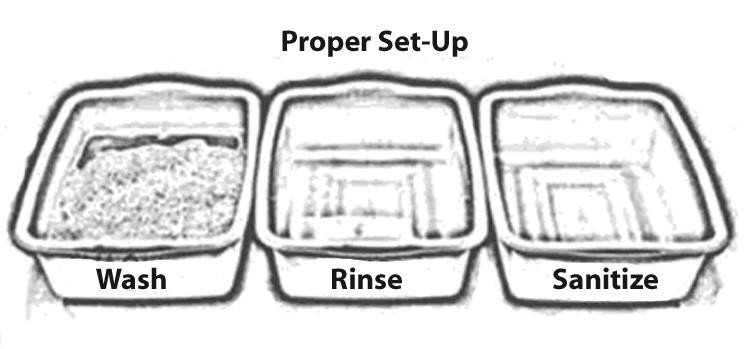 Proper Set-Up
Wash
Rinse
Sanitize